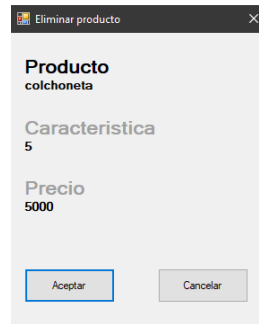 Eliminar producto
Producto
colchoneta
Caracteristica
5
Precio
5000
Aceptar Cancelar